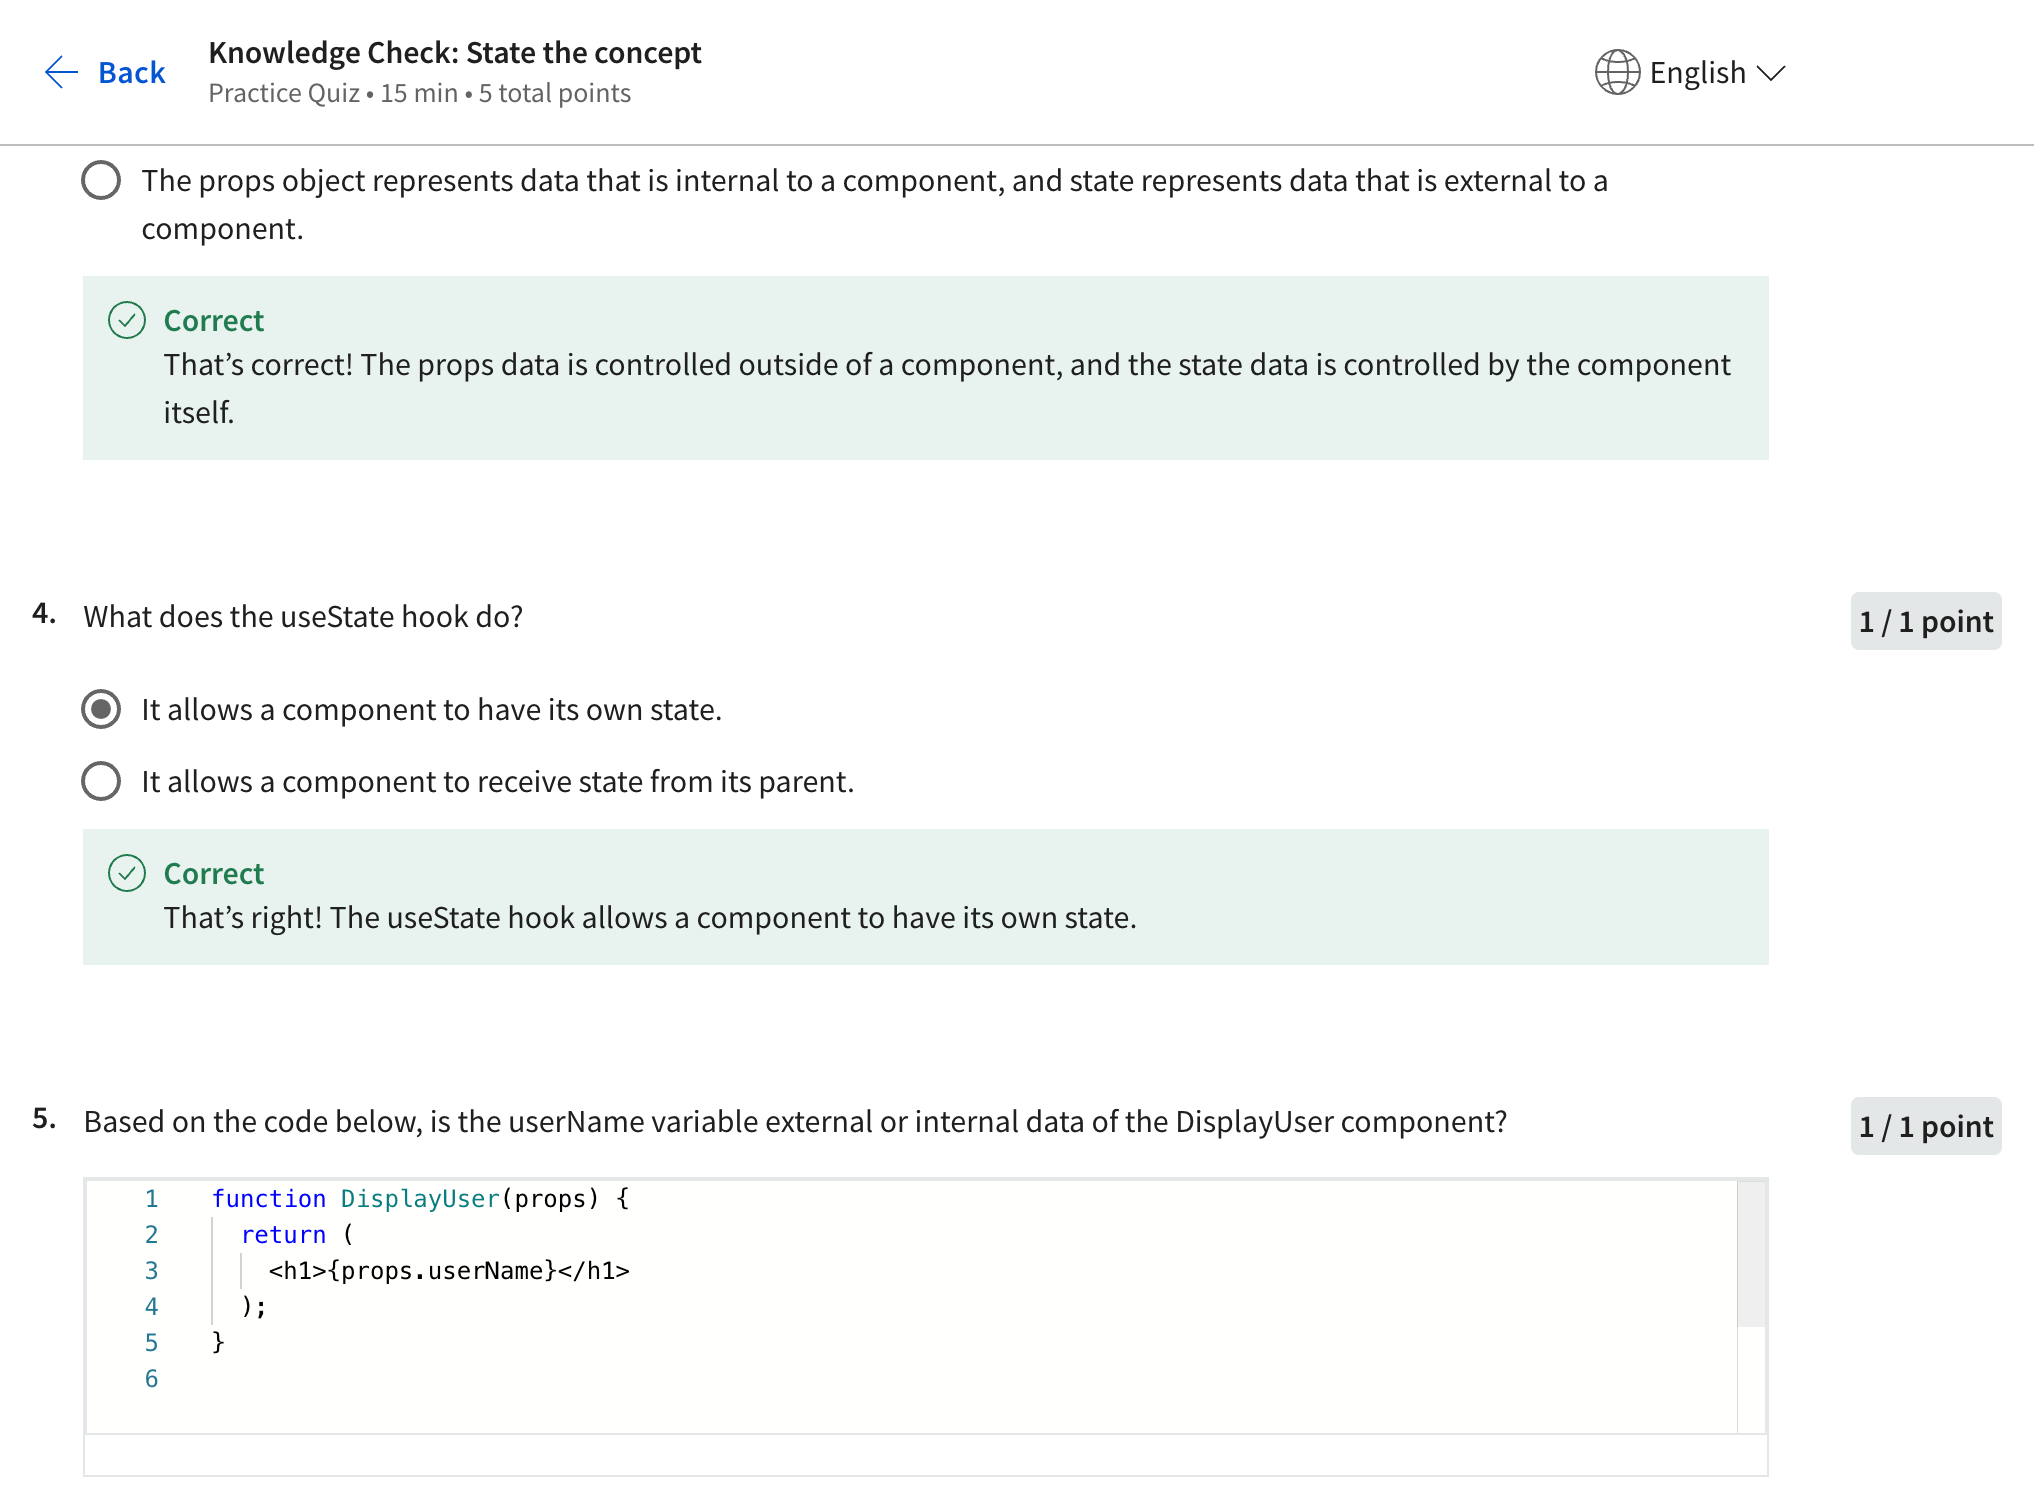 Back
Knowledge Check: State the concept
Practice Quiz • 15 min • 5 total points
English
The props object represents data that is internal to a component, and state represents data that is external to a
component.
Correct
That’s correct! The props data is controlled outside of a component, and the state data is controlled by the component
itself.
4. What does the useState hook do?
1 / 1 point
It allows a component to have its own state.
It allows a component to receive state from its parent.
Correct
That’s right! The useState hook allows a component to have its own state.
5. Based on the code below, is the userName variable external or internal data of the DisplayUser component?
1 / 1 point
1 function DisplayUser(props) {
2   return (
3     <h1>{props.userName}</h1>
4   );
5 }
6